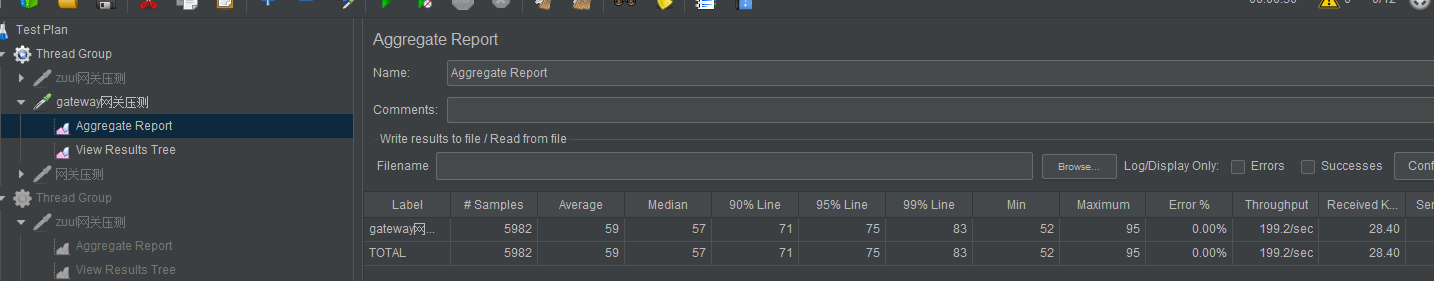 Test Plan
Thread Group
zuul网关压测
gateway网关压测
Aggregate Report
View Results Tree
网关压测
Thread Group
zuul网关压测
Aggregate Report
View Results Tree
Aggregate Report
Name: Aggregate Report
Comments:
Write results to file / Read from file
Filename Browse... Log/Display Only: Errors Successes Conf
Label # Samples Average Median 90% Line 95% Line 99% Line Min Maximum Error % Throughput Received K... Sen
gateway网... 5982 59 57 71 75 83 52 95 0.00% 199.2/sec 28.40
TOTAL 5982 59 57 71 75 83 52 95 0.00% 199.2/sec 28.40